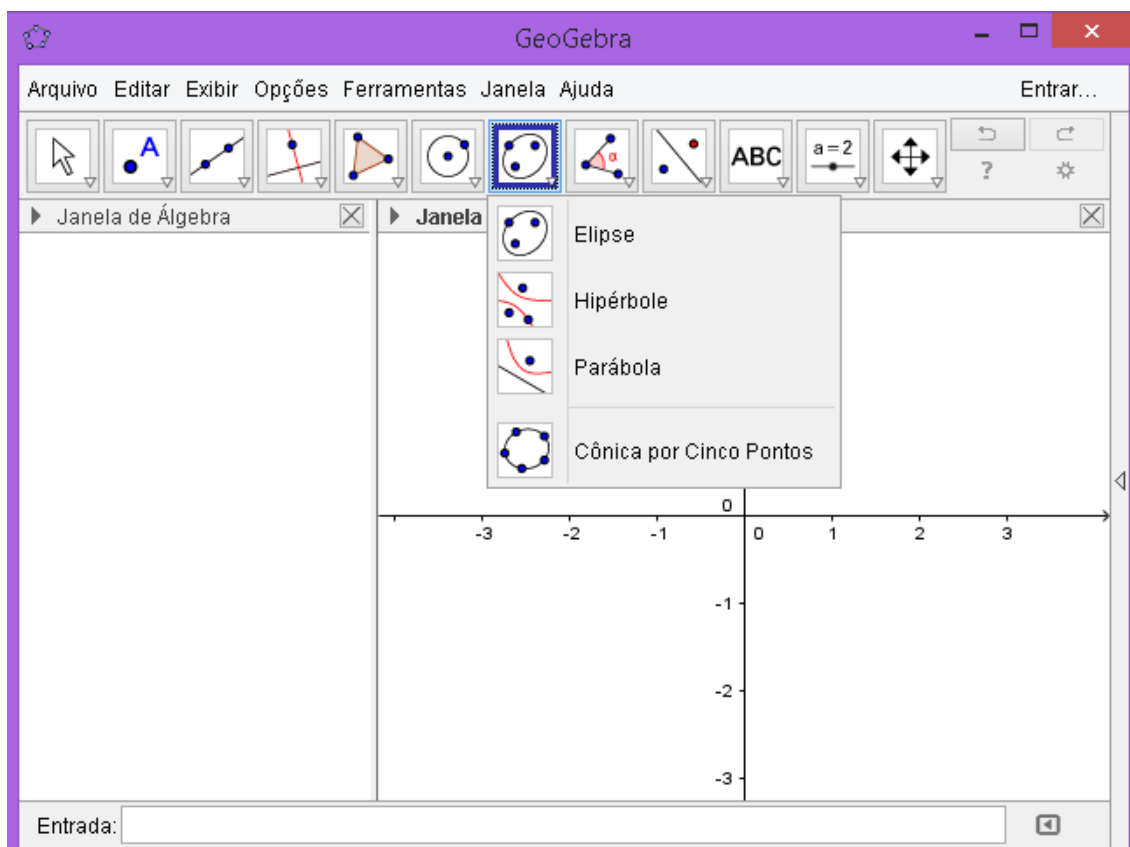 GeoGebra
Arquivo Editar Exibir Opções Ferramentas Janela Ajuda Entrar...
A α ABC a=2 ?
Janela de Álgebra Janela
Elipse
Hipérbole
Parábola
Cônica por Cinco Pontos
0
-3 -2 -1 0 1 2 3
-1
-2
-3
Entrada: